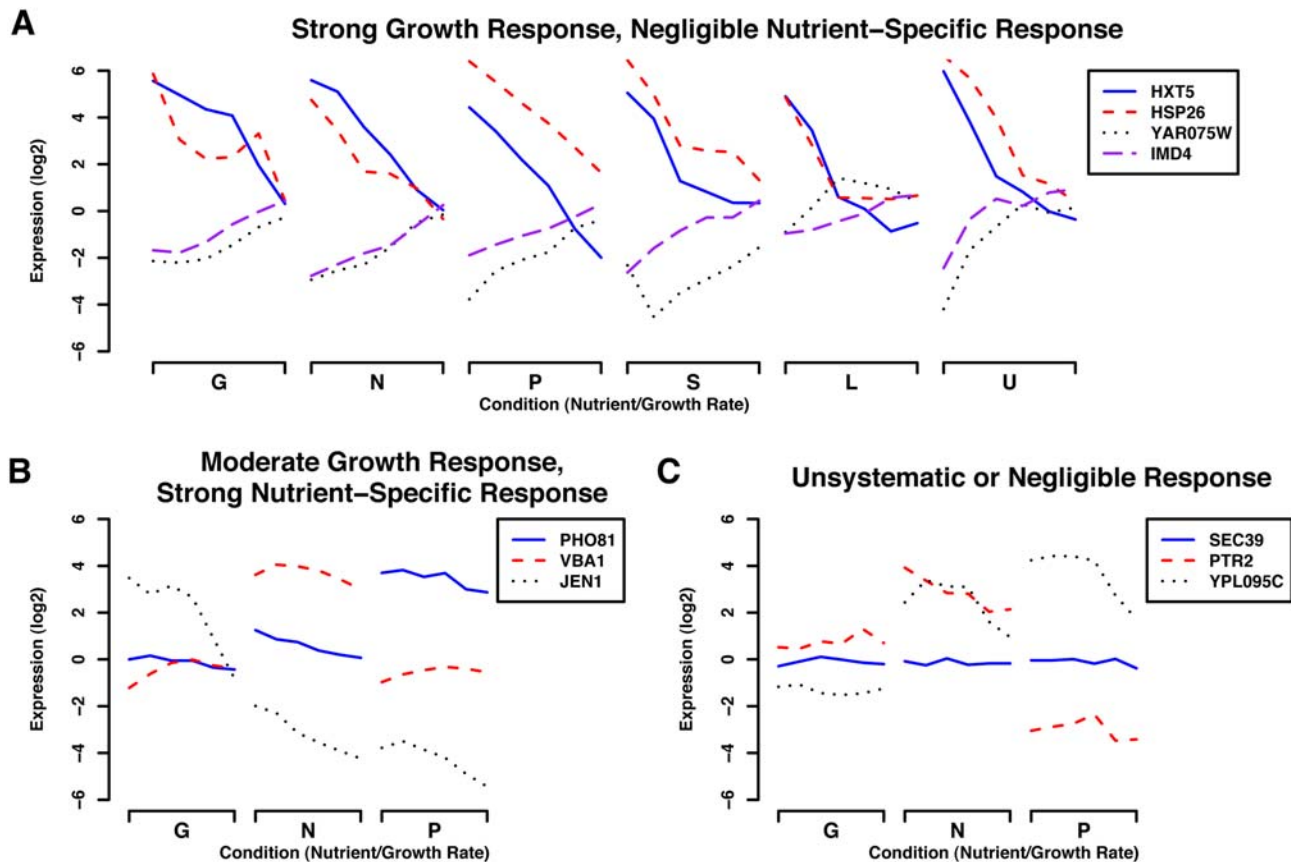 A
Strong Growth Response, Negligible Nutrient–Specific Response
Expression (log2)
6
4
2
0
−2
−4
−6
HXT5
HSP26
YAR075W
IMD4
G N P S L U
Condition (Nutrient/Growth Rate)
B
Moderate Growth Response,
Strong Nutrient–Specific Response
Expression (log2)
6
4
2
0
−2
−4
−6
PHO81
VBA1
JEN1
G N P
Condition (Nutrient/Growth Rate)
C
Unsystematic or Negligible Response
Expression (log2)
6
4
2
0
−2
−4
−6
SEC39
PTR2
YPL095C
G N P
Condition (Nutrient/Growth Rate)